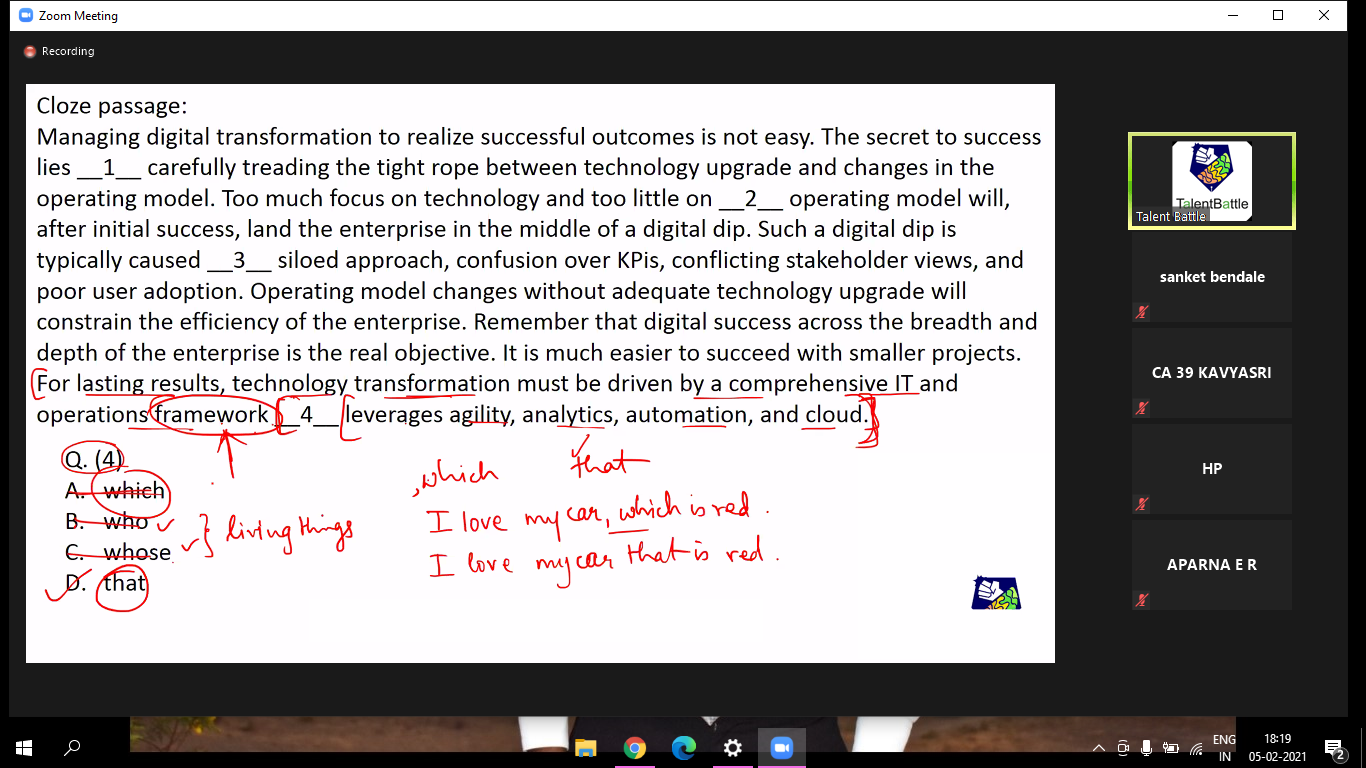 Zoom Meeting
Recording
Cloze passage:
Managing digital transformation to realize successful outcomes is not easy. The secret to success
lies __1__ carefully treading the tight rope between technology upgrade and changes in the
operating model. Too much focus on technology and too little on __2__ operating model will,
after initial success, land the enterprise in the middle of a digital dip. Such a digital dip is
typically caused __3__ siloed approach, confusion over KPis, conflicting stakeholder views, and
poor user adoption. Operating model changes without adequate technology upgrade will
constrain the efficiency of the enterprise. Remember that digital success across the breadth and
depth of the enterprise is the real objective. It is much easier to succeed with smaller projects.
For lasting results, technology transformation must be driven by a comprehensive IT and
operations framework __4__ leverages agility, analytics, automation, and cloud.
Q. (4)
A. which
B. who
C. whose
D. that
living things
, which that
I love my car, which is red.
I love my car that is red.
TalentBattle
Talent Battle
sanket bendale
CA 39 KAVYASRI
HP
APARNA E R
ENG
IN
18:19
05-02-2021
2